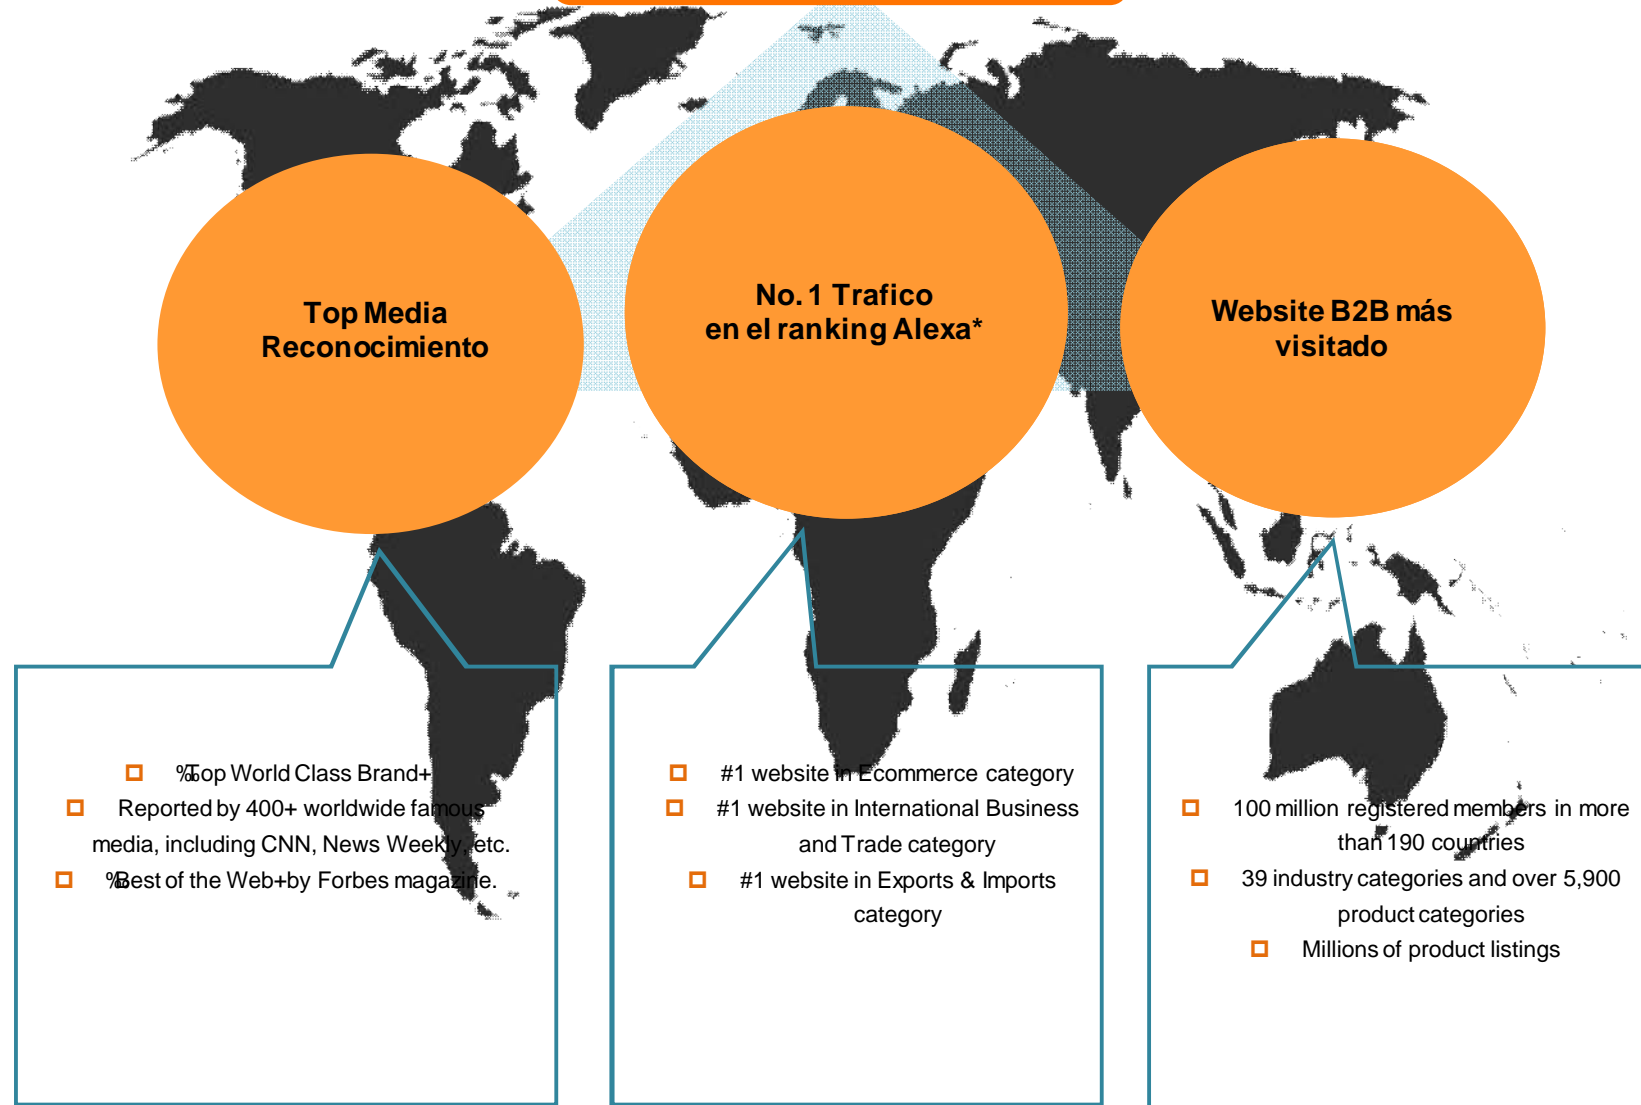 Top Media
Reconocimiento
No. 1 Trafico
en el ranking Alexa*
Website B2B más
visitado
‰Top World Class Brand+
Reported by 400+ worldwide famous
media, including CNN, News Weekly, etc.
‰Best of the Web+by Forbes magazine.
#1 website in Ecommerce category
#1 website in International Business
and Trade category
#1 website in Exports & Imports
category
100 million registered members in more
than 190 countries
39 industry categories and over 5,900
product categories
Millions of product listings